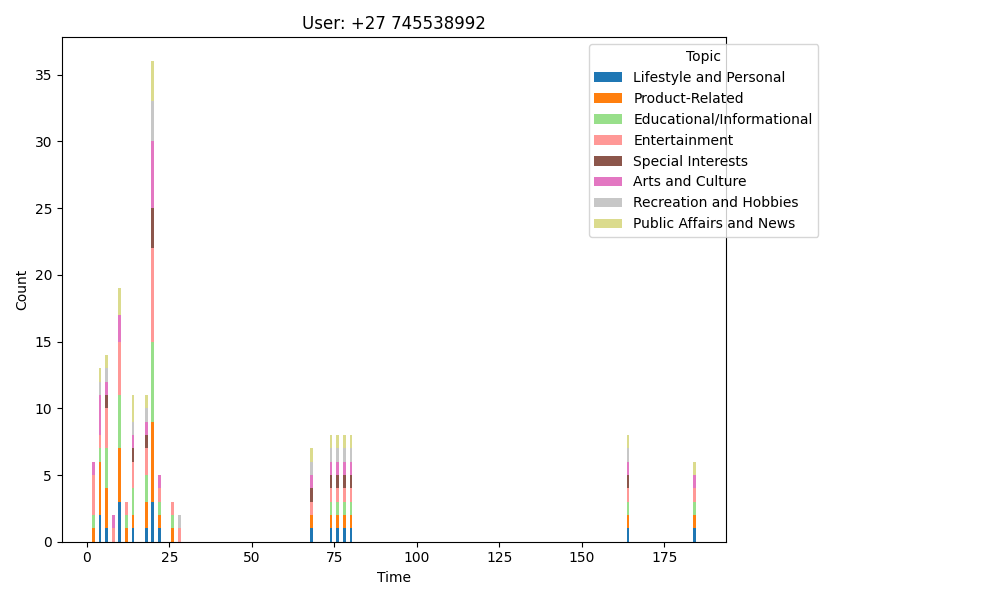 User: +27 745538992
Topic
Lifestyle and Personal
Product-Related
Educational/Informational
Entertainment
Special Interests
Arts and Culture
Recreation and Hobbies
Public Affairs and News
Count
35
30
25
20
15
10
5
0
0 25 50 75 100 125 150 175
Time